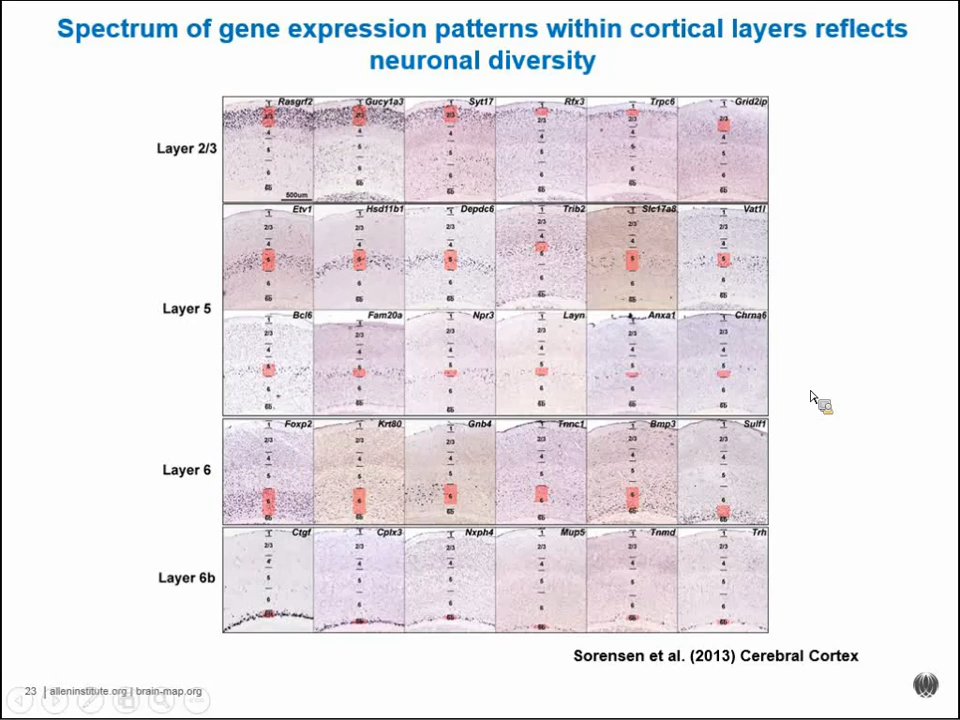 Spectrum of gene expression patterns within cortical layers reflects
neuronal diversity
Rasgrf2 Gucy1a3 Syt17 Rfx3 Trpc6 Grid2ip
Layer 2/3
500um
Etv1 Hsd11b1 Depdc6 Trib2 Slc17a8 Vat1l
Layer 5
Bcl6 Fam20a Npr3 Layn Anxa1 Chrna6
Foxp2 Krt80 Gnb4 Tnnc1 Bmp3 Sulf1
Layer 6
Ctgf Cplx3 Nxph4 Mup5 Tnmd Trh
Layer 6b
Sorensen et al. (2013) Cerebral Cortex
23 | alleninstitute.org | brain-map.org